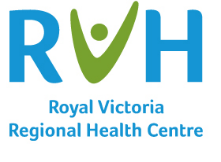 RVH
Royal Victoria
Regional Health Centre